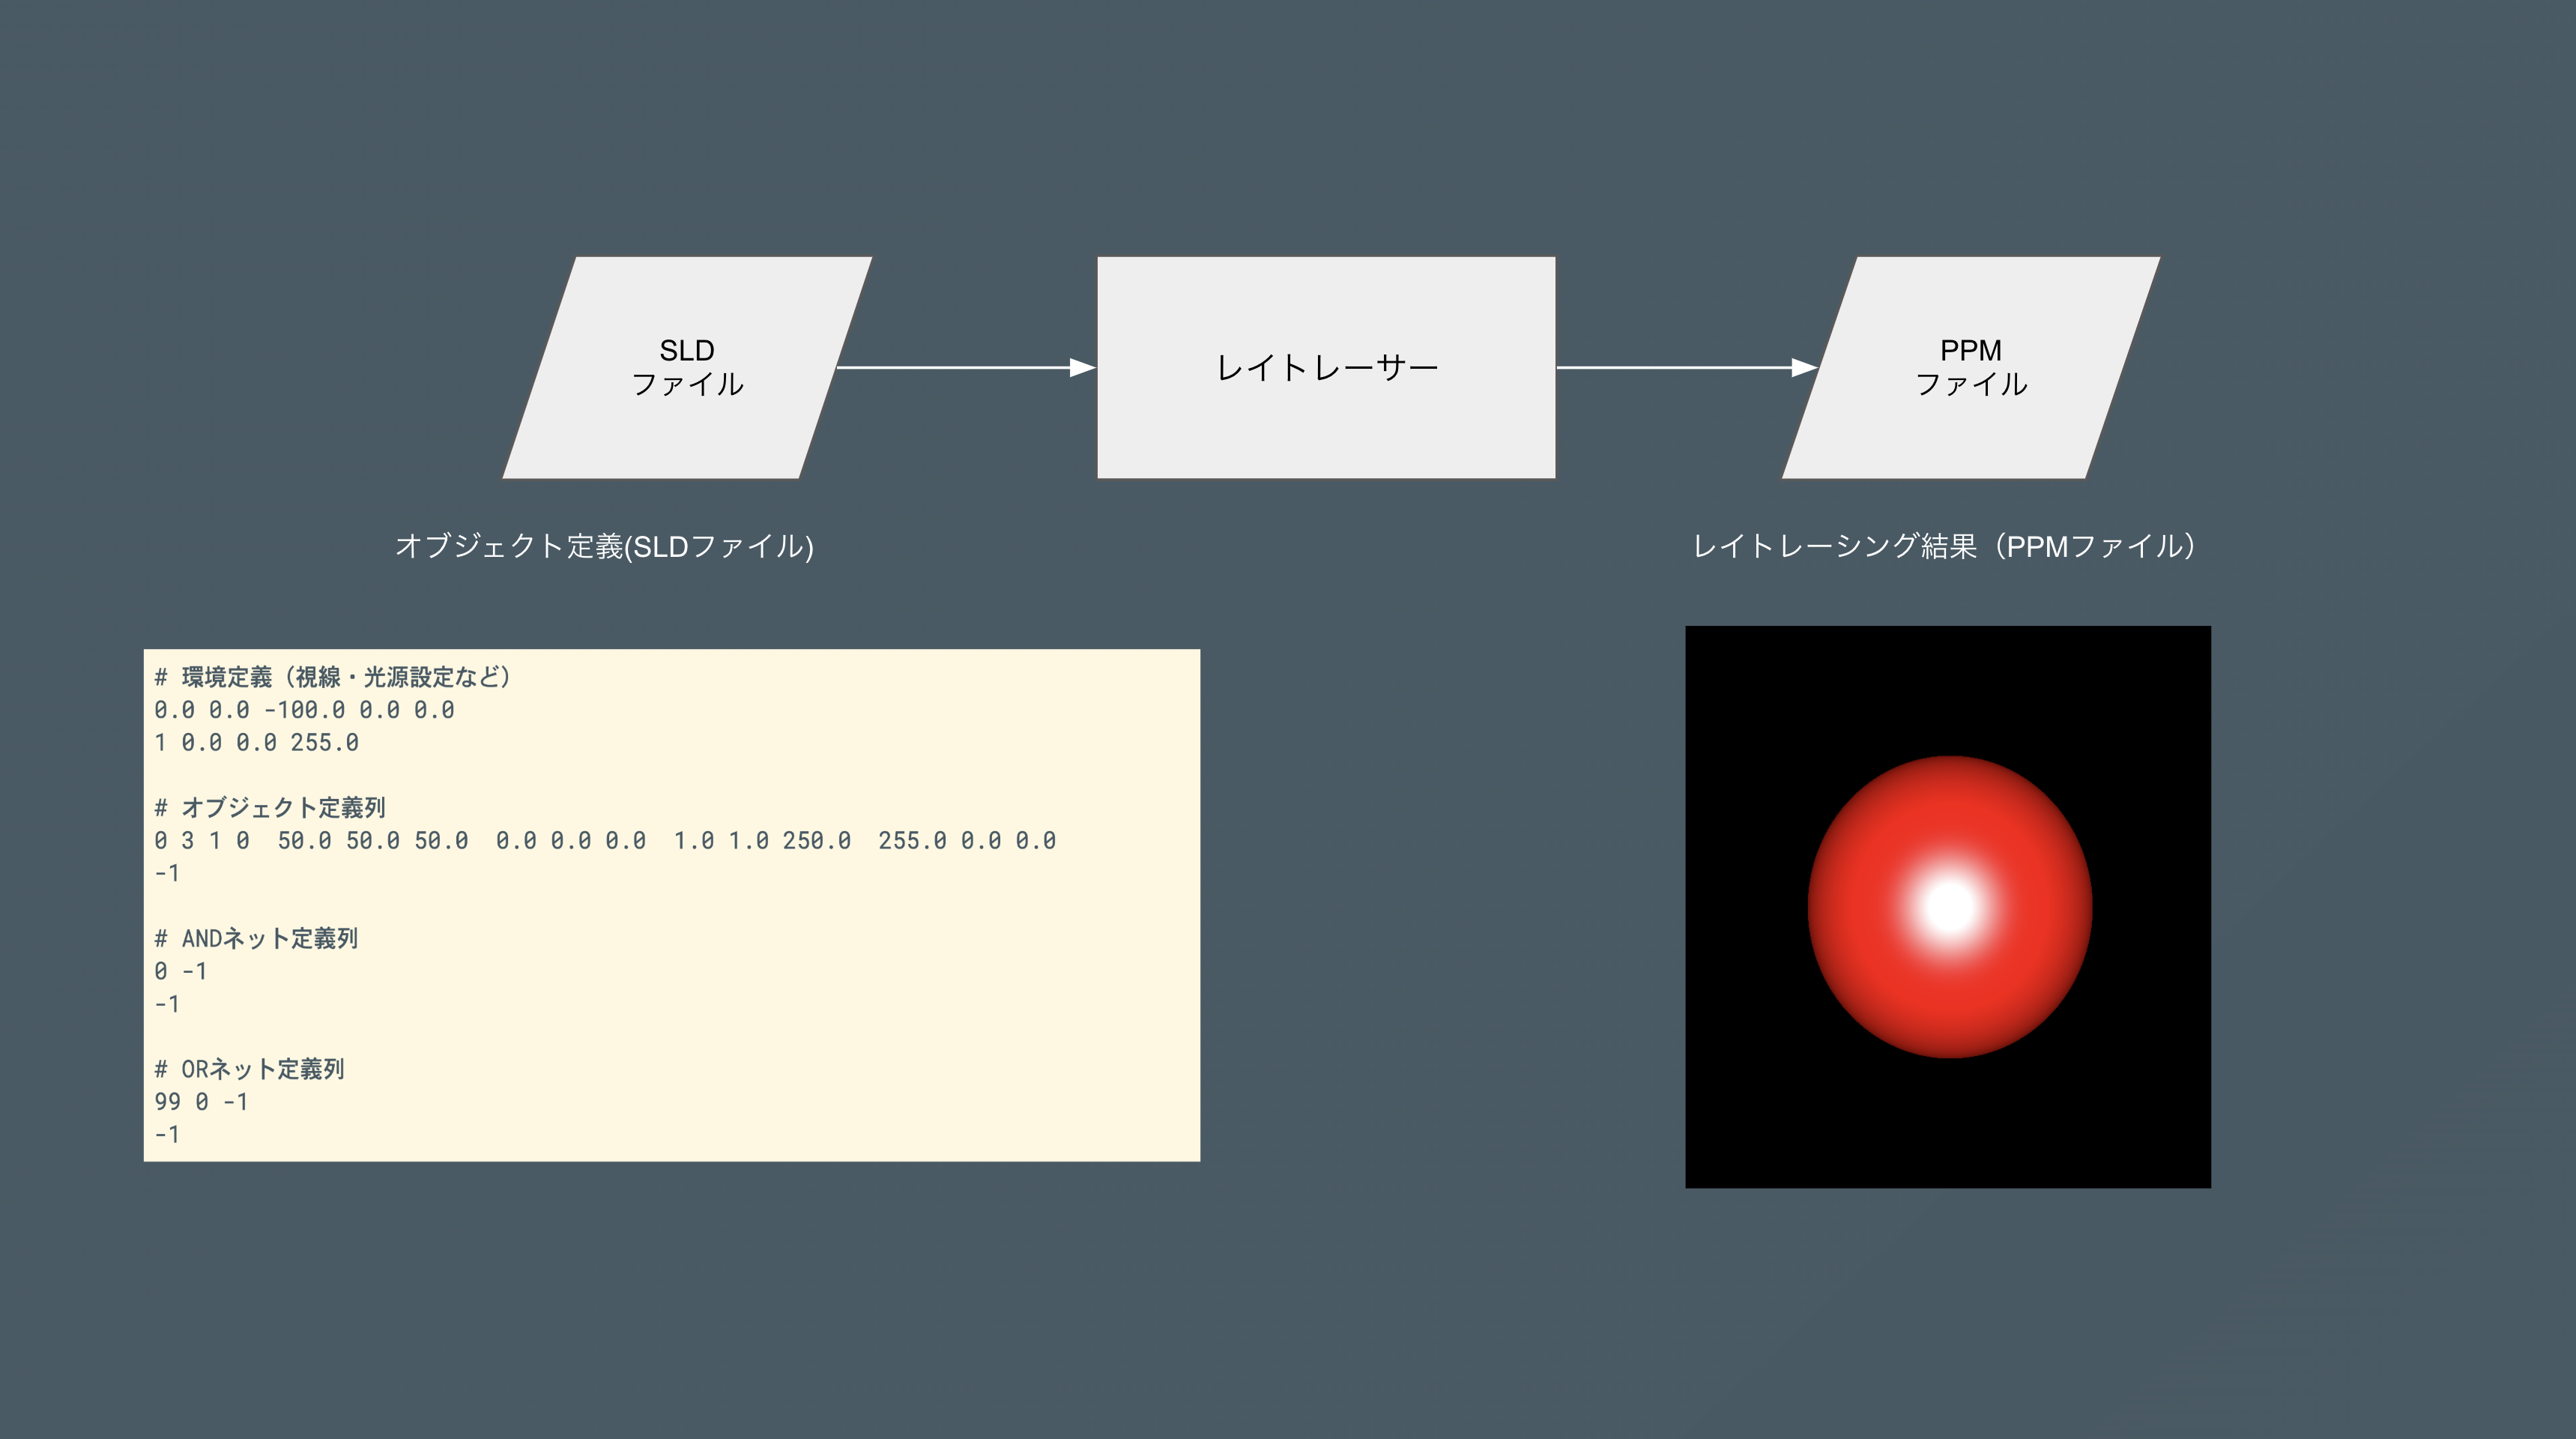 SLD
ファイル
レイトレーサー
PPM
ファイル
オブジェクト定義(SLDファイル)
レイトレーシング結果（PPMファイル）
# 環境定義（視線・光源設定など）
0.0 0.0 -100.0 0.0 0.0
1 0.0 0.0 255.0
# オブジェクト定義列
0 3 1 0  50.0 50.0 50.0  0.0 0.0 0.0  1.0 1.0 250.0  255.0 0.0 0.0
-1
# ANDネット定義列
0 -1
-1
# ORネット定義列
99 0 -1
-1